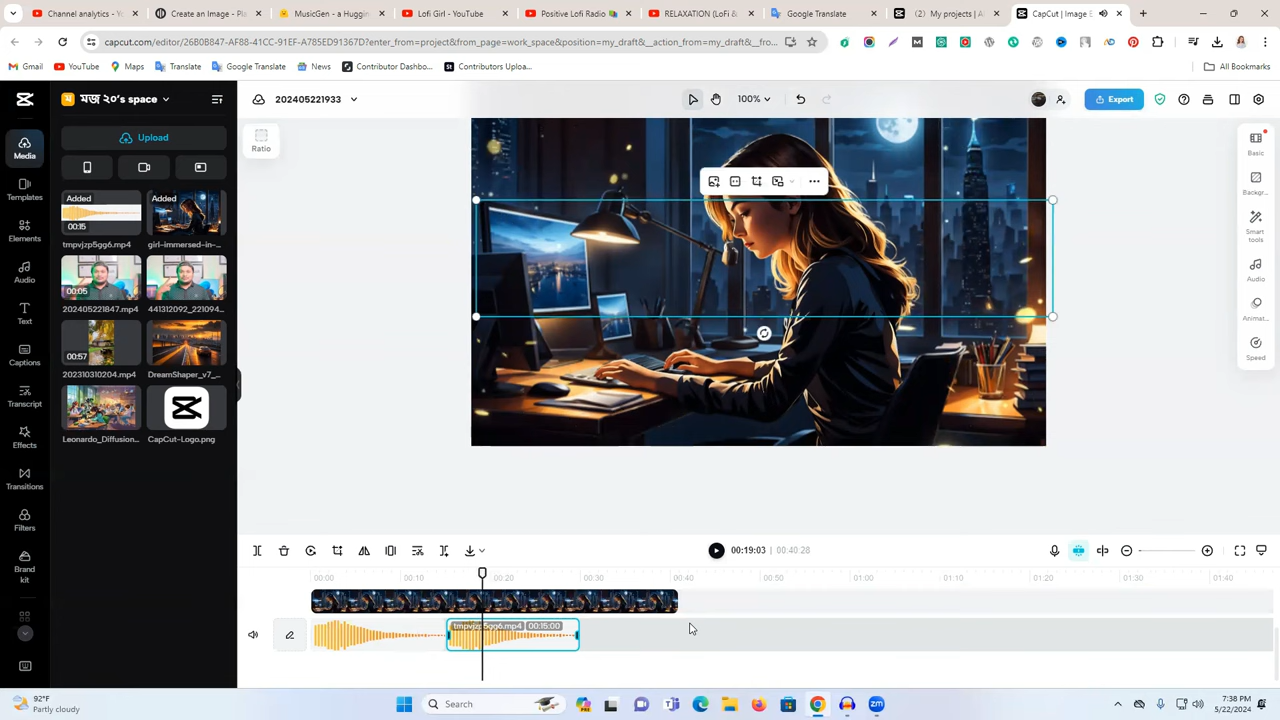 Channel analytics - Y
Create an Image - Pla
MusicGen - a Hugging
LoFi Girl - YouTube
Positive Lofi Radio
RELAXATION (LoFi &
Google Translate
(2) My projects | A
CapCut | Image E
capcut.com/editor/26B0B847-AF88-41CC-91EF-A765ED91367D?enter_from=project&from_page=work_space&position=my_draft&__action_from=my_draft&__fro...
Gmail
YouTube
Maps
Translate
Google Translate
News
Contributor Dashbo...
Contributors Uploa...
All Bookmarks
ম মজ ২০'s space
202405221933
100%
Export
Media
Templates
Elements
Audio
Text
Captions
Transcript
Effects
Transitions
Filters
Brand
kit
Upload
Added
00:15
tmpvjzp5gg6.mp4
Added
girl-immersed-in-...
00:05
202405221847.mp4
441312092_221094...
00:57
202310310204.mp4
DreamShaper_v7_...
Leonardo_Diffusion...
CapCut-Logo.png
Ratio
Basic
Backgr...
Smart
tools
Audio
Animat...
Speed
00:19:03 | 00:40:28
00:00
00:10
00:20
00:30
00:40
00:50
01:00
01:10
01:20
01:30
01:40
tmpvjzp5gg6.mp4 00:15:00
92°F
Partly cloudy
Search
7:38 PM
5/22/2024